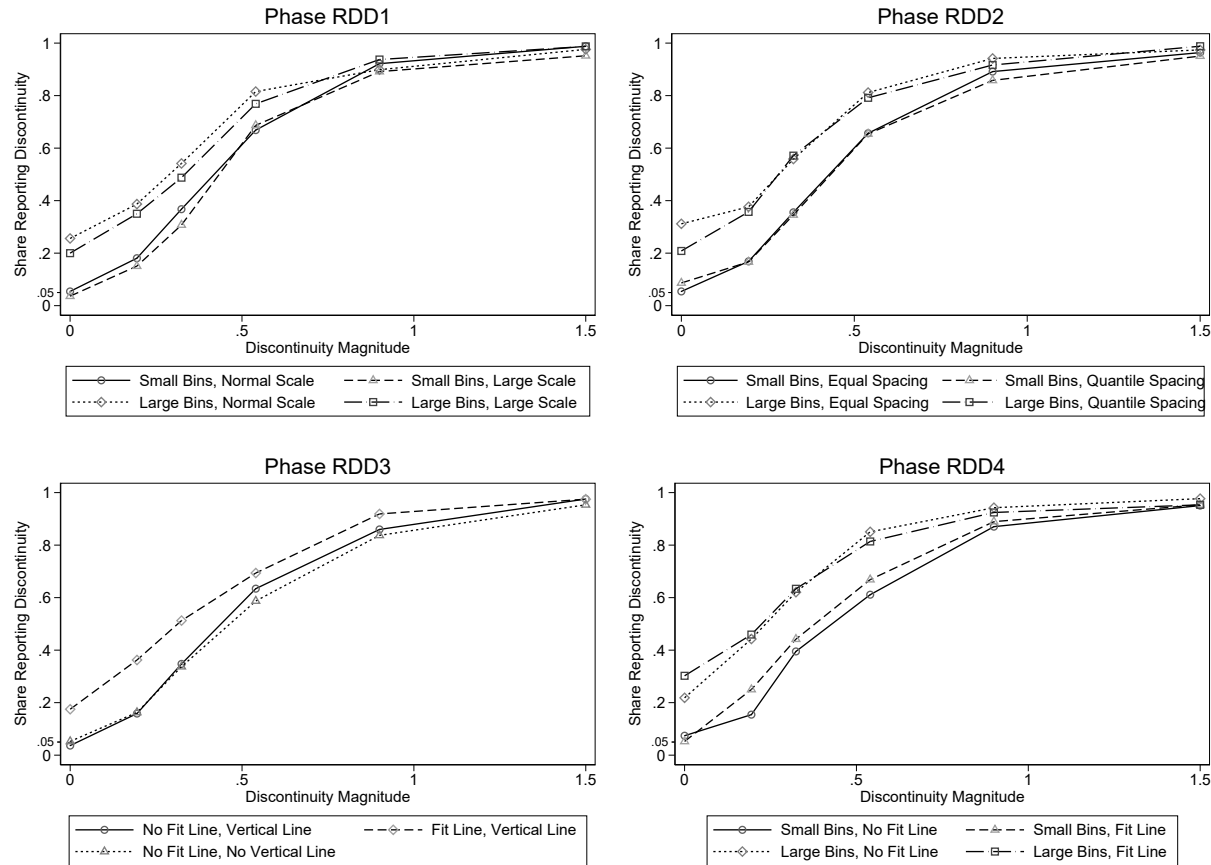 Phase RDD1
Share Reporting Discontinuity
1
.8
.6
.4
.2
.05
0
0 .5 1 1.5
Discontinuity Magnitude
Small Bins, Normal Scale Small Bins, Large Scale
Large Bins, Normal Scale Large Bins, Large Scale
Phase RDD2
Share Reporting Discontinuity
1
.8
.6
.4
.2
.05
0
0 .5 1 1.5
Discontinuity Magnitude
Small Bins, Equal Spacing Small Bins, Quantile Spacing
Large Bins, Equal Spacing Large Bins, Quantile Spacing
Phase RDD3
Share Reporting Discontinuity
1
.8
.6
.4
.2
.05
0
0 .5 1 1.5
Discontinuity Magnitude
No Fit Line, Vertical Line Fit Line, Vertical Line
No Fit Line, No Vertical Line
Phase RDD4
Share Reporting Discontinuity
1
.8
.6
.4
.2
.05
0
0 .5 1 1.5
Discontinuity Magnitude
Small Bins, No Fit Line Small Bins, Fit Line
Large Bins, No Fit Line Large Bins, Fit Line